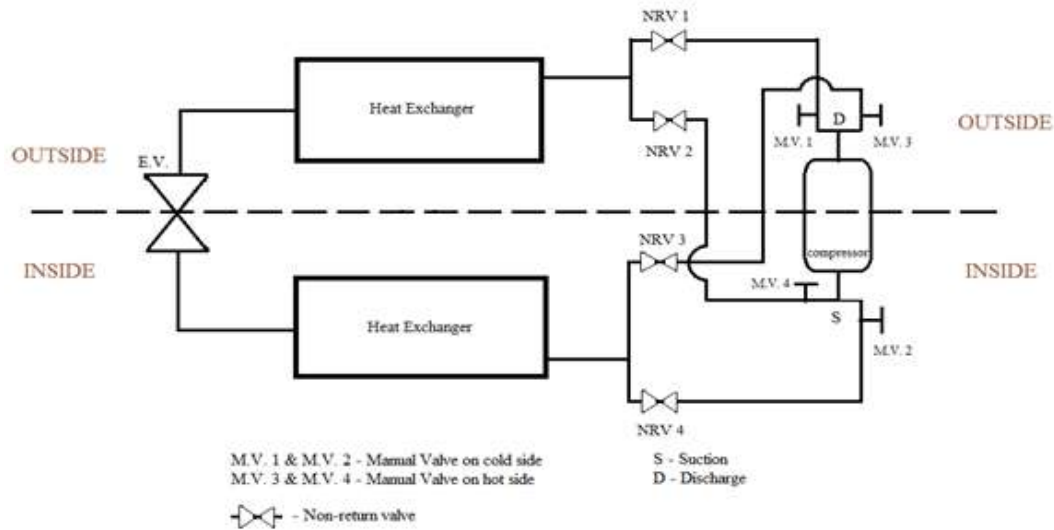 NRV 1
Heat Exchanger
D
M.V. 1
M.V. 3
OUTSIDE
OUTSIDE
NRV 2
E.V.
INSIDE
NRV 3
compressor
INSIDE
M.V. 4
S
Heat Exchanger
M.V. 2
NRV 4
M.V. 1 & M.V. 2 - Manual Valve on cold side
M.V. 3 & M.V. 4 - Manual Valve on hot side
S - Suction
D - Discharge
- Non-return valve